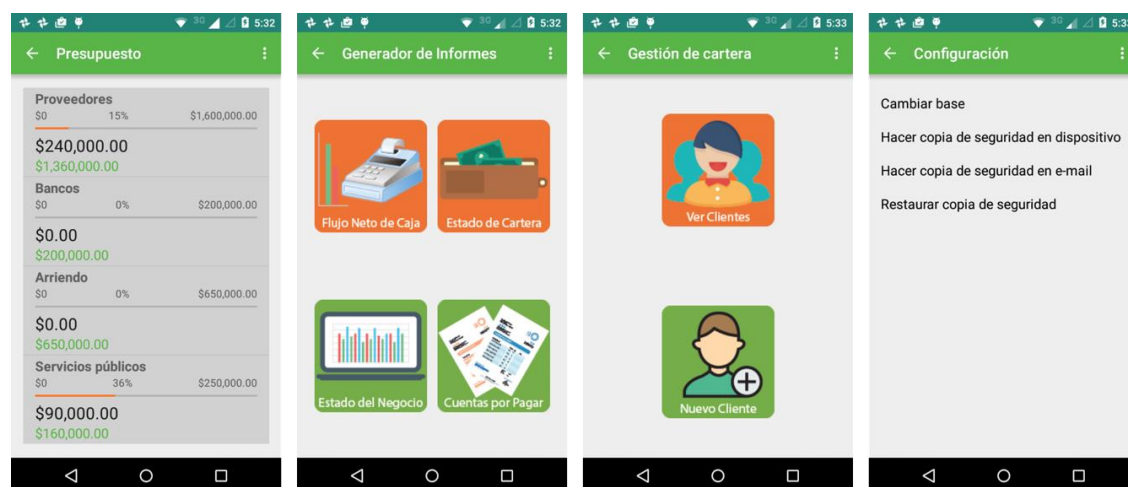 3G 5:32
Presupuesto
Proveedores
$0 15% $1,600,000.00
$240,000.00
$1,360,000.00
Bancos
$0 0% $200,000.00
$0.00
$200,000.00
Arriendo
$0 0% $650,000.00
$0.00
$650,000.00
Servicios públicos
$0 36% $250,000.00
$90,000.00
$160,000.00
3G 5:32
Generador de Informes
Flujo Neto de Caja
Estado de Cartera
Estado del Negocio
Cuentas por Pagar
3G 5:33
Gestión de cartera
Ver Clientes
Nuevo Cliente
3G
Configuración
Cambiar base
Hacer copia de seguridad en dispositivo
Hacer copia de seguridad en e-mail
Restaurar copia de seguridad